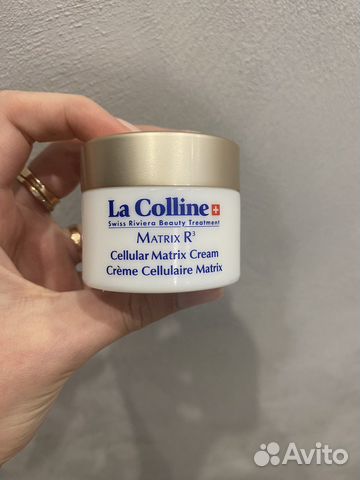 La Colline
Swiss Riviera Beauty Treatment
MATRIX R³
Cellular Matrix Cream
Crème Cellulaire Matrix
Avito